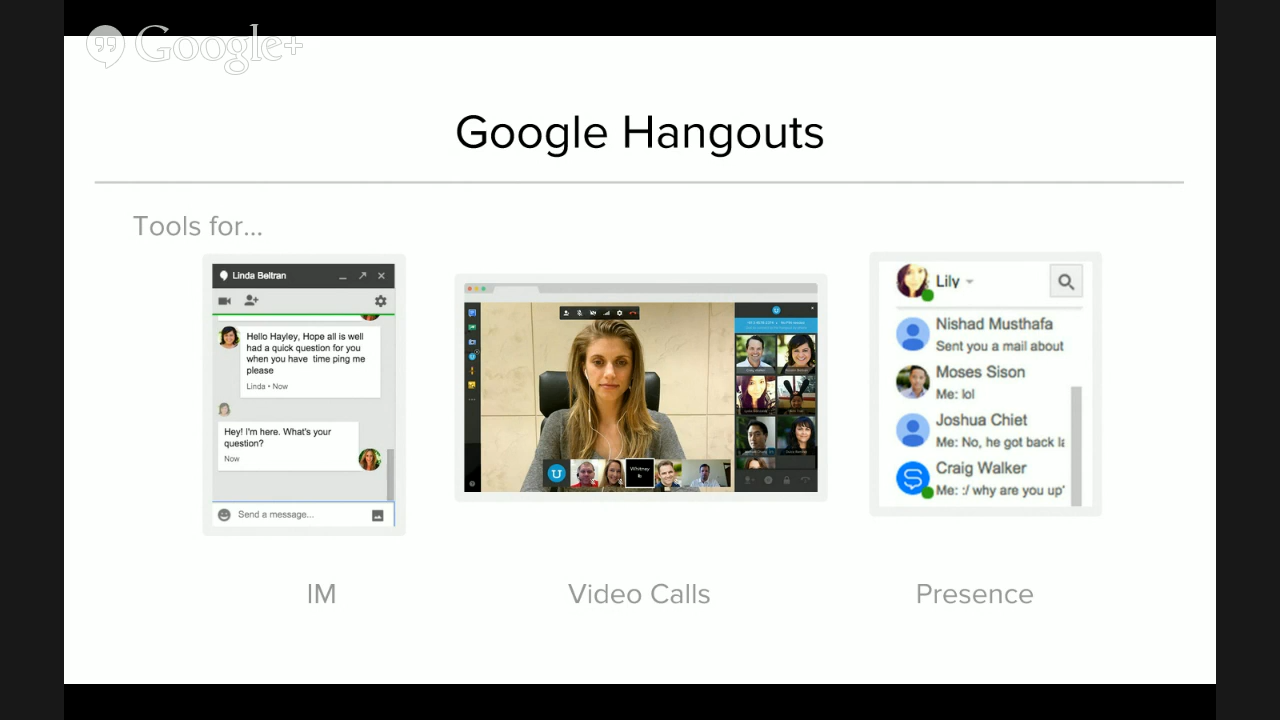 Google+
Google Hangouts
Tools for...
Linda Beltran
Hello Hayley, Hope all is well
had a quick question for you
when you have time ping me
please
Linda • Now
Hey! I'm here. What's your
question?
Now
Send a message...
Whitney
Lily
Nishad Musthafa
Sent you a mail about
Moses Sison
Me: lol
Joshua Chiet
Me: No, he got back la
Craig Walker
Me: :/ why are you up'
IM
Video Calls
Presence